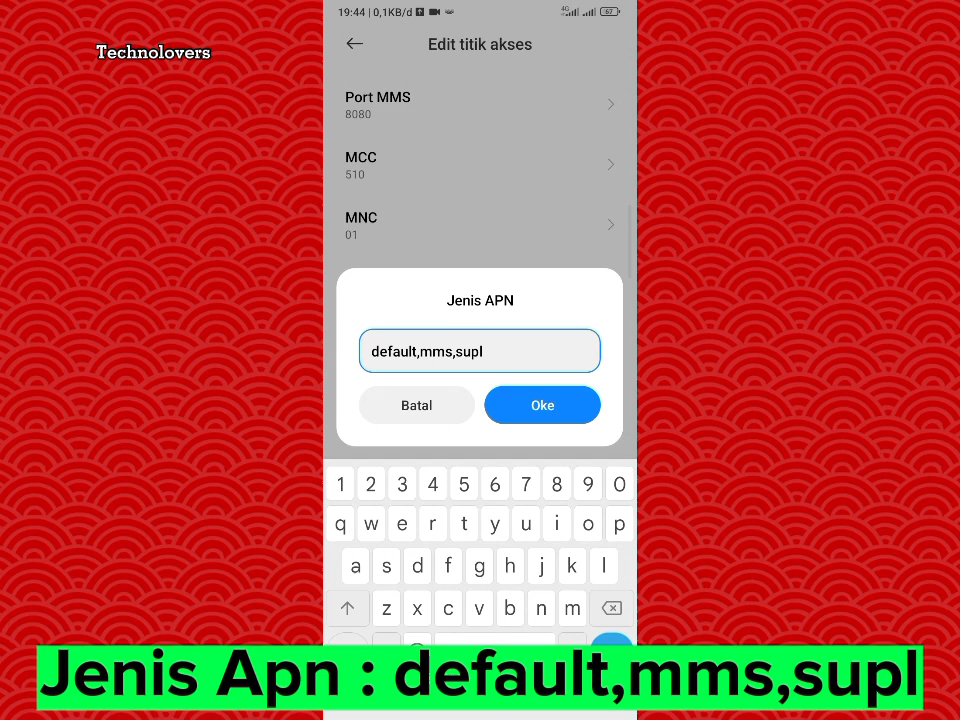 Technolovers
19:44 | 0,1KB/d
4G
67
Edit titik akses
Port MMS
8080
MCC
510
MNC
01
Jenis APN
default,mms,supl
Batal
Oke
1 2 3 4 5 6 7 8 9 0
q w e r t y u i o p
a s d f g h j k l
z x c v b n m
Jenis Apn : default,mms,supl